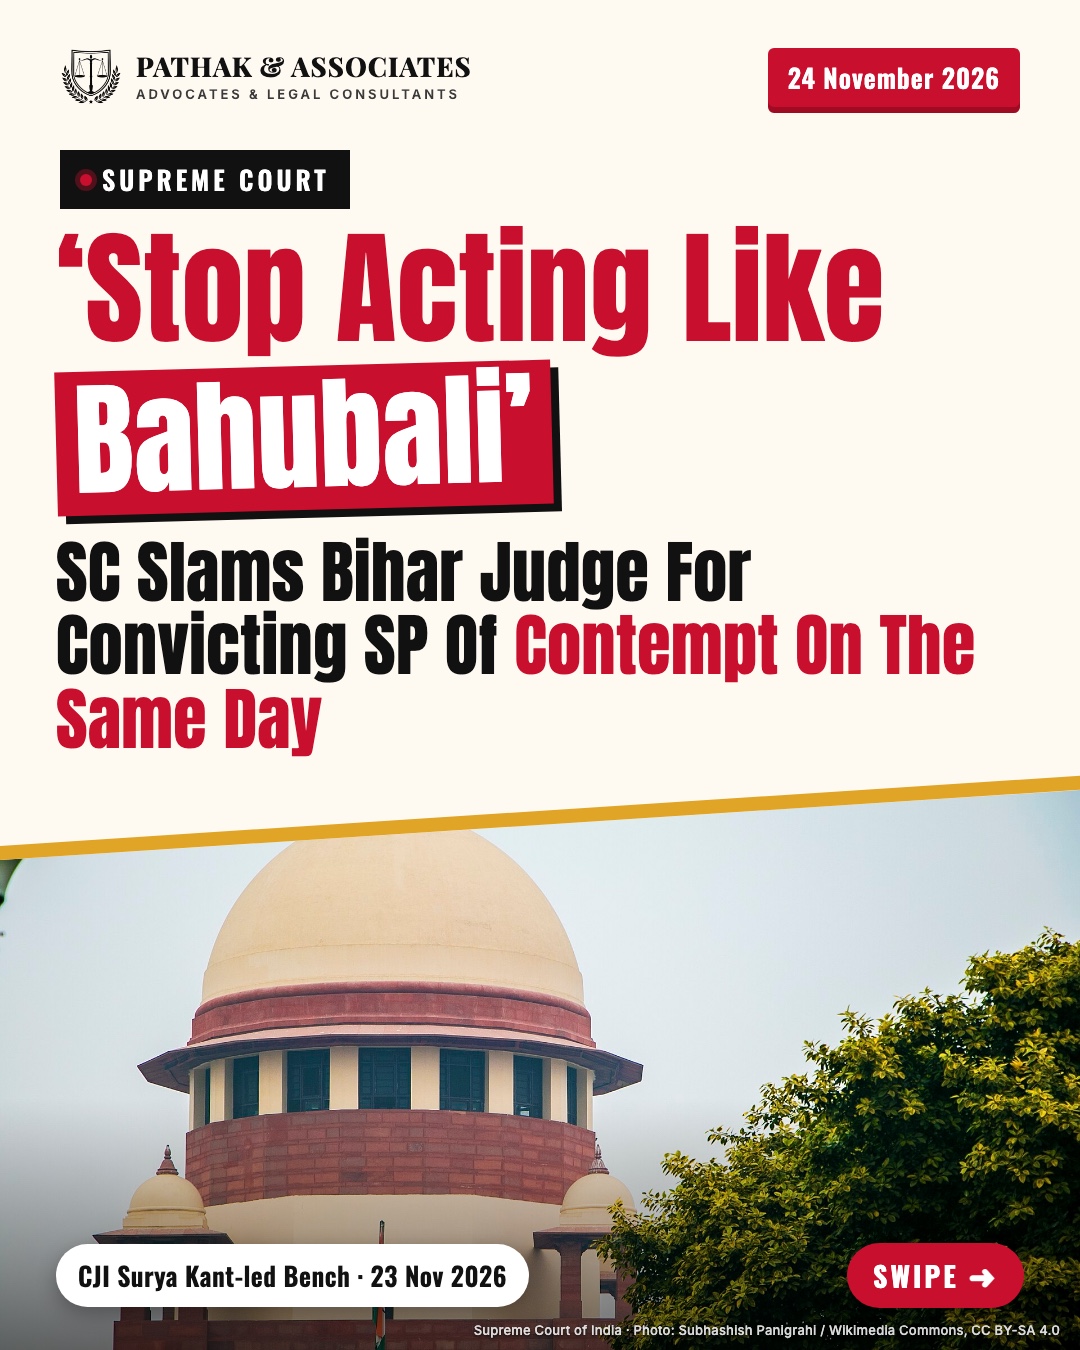 PATHAK & ASSOCIATES
ADVOCATES & LEGAL CONSULTANTS
24 November 2026
SUPREME COURT
‘Stop Acting Like
Bahubali’
SC Slams Bihar Judge For
Convicting SP Of Contempt On The
Same Day
CJI Surya Kant-led Bench · 23 Nov 2026
SWIPE ➜
Supreme Court of India · Photo: Subhashish Panigrahi / Wikimedia Commons, CC BY-SA 4.0